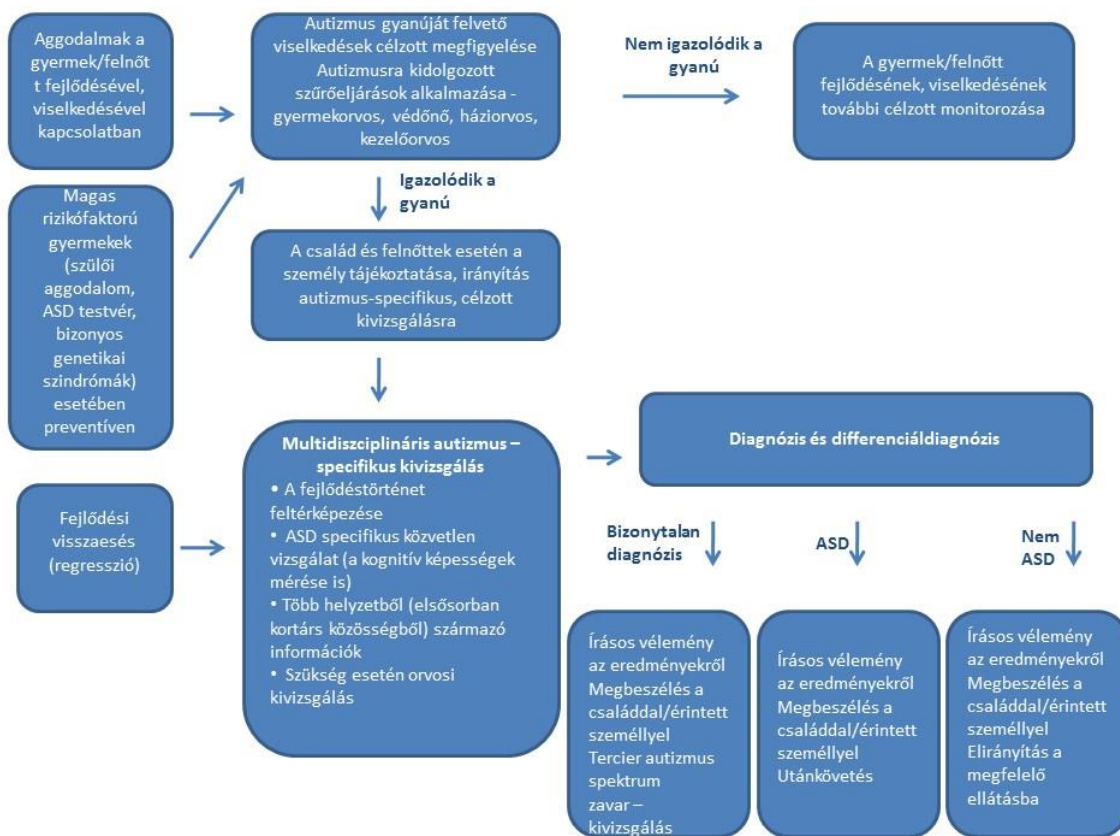 Aggodalmak a
gyermek/felnőt
t fejlődésével,
viselkedésével
kapcsolatban
Autizmus gyanúját felvető
viselkedések célzott megfigyelése
Autizmusra kidolgozott
szűrőeljárások alkalmazása -
gyermekorvos, védőnő, háziorvos,
kezelőorvos
Nem igazolódik a
gyanú
A gyermek/felnőtt
fejlődésének, viselkedésének
további célzott monitorozása
Magas
rizikófaktorú
gyermekek
(szülői
aggodalom,
ASD testvér,
bizonyos
genetikai
szindrómák)
esetében
preventíven
Igazolódik a
gyanú
A család és felnőttek esetén a
személy tájékoztatása, irányítás
autizmus-specifikus, célzott
kivizsgálásra
Fejlődési
visszaesés
(regresszió)
Multidiszciplináris autizmus –
specifikus kivizsgálás
• A fejlődéstörténet
feltérképezése
• ASD specifikus közvetlen
vizsgálat (a kognitív képességek
mérése is)
• Több helyzetből (elsősorban
kortárs közösségből) származó
információk
• Szükség esetén orvosi
kivizsgálás
Diagnózis és differenciáldiagnózis
Bizonytalan
diagnózis
ASD
Nem
ASD
Írásos vélemény
az eredményekről
Megbeszélés a
családdal/érintett
személlyel
Tercier autizmus
spektrum
zavar –
kivizsgálás
Írásos vélemény
az eredményekről
Megbeszélés a
családdal/érintett
személlyel
Utánkövetés
Írásos vélemény
az eredményekről
Megbeszélés a
családdal/érintett
személlyel
Elirányítás a
megfelelő
ellátásba